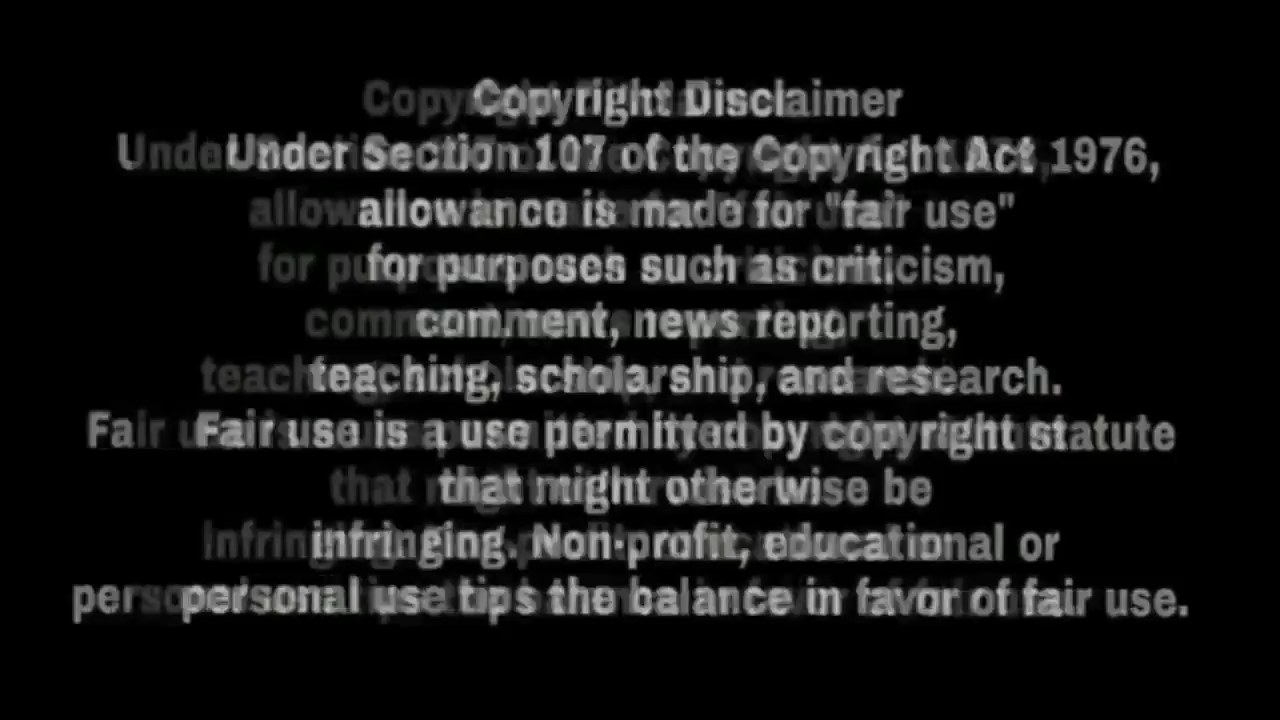 Copyright Disclaimer
Under Section 107 of the Copyright Act 1976,
allowance is made for "fair use"
for purposes such as criticism,
comment, news reporting,
teaching, scholarship, and research.
Fair use is a use permitted by copyright statute
that might otherwise be
infringing. Non-profit, educational or
personal use tips the balance in favor of fair use.